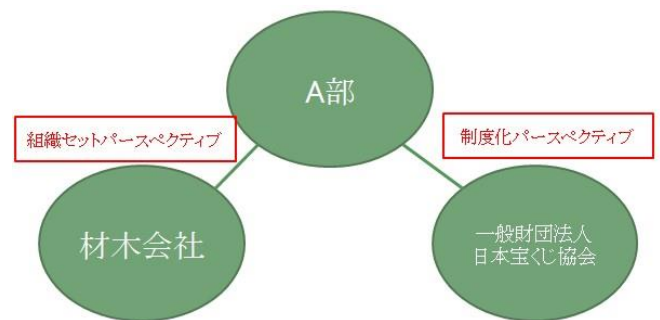 A部
組織セットパースペクティブ
制度化パースペクティブ
材木会社
一般財団法人
日本宝くじ協会